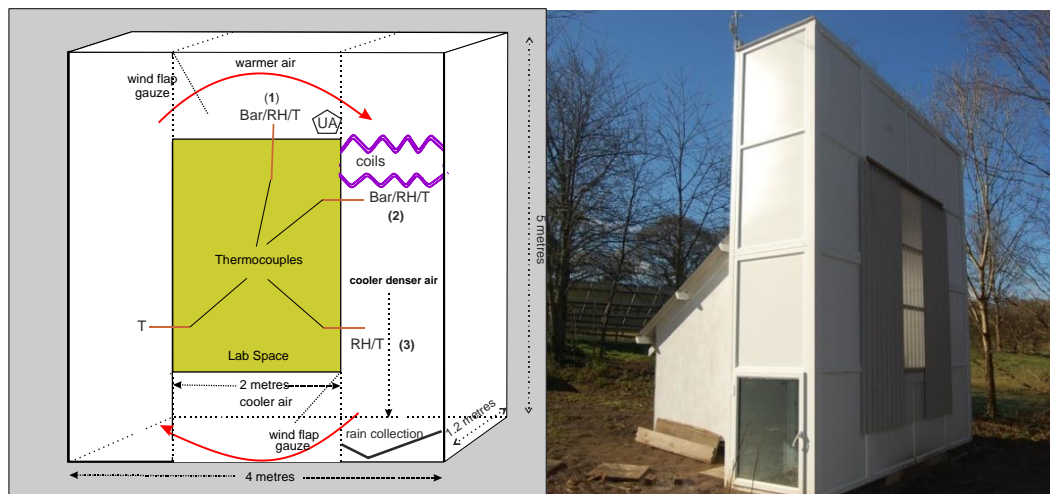 warmer air
wind flap
gauze
(1)
Bar/RH/T
UA
coils
Bar/RH/T
(2)
5 metres
Thermocouples
cooler denser air
T
RH/T
(3)
Lab Space
2 metres
cooler air
wind flap
gauze
rain collection
1.2 metres
4 metres